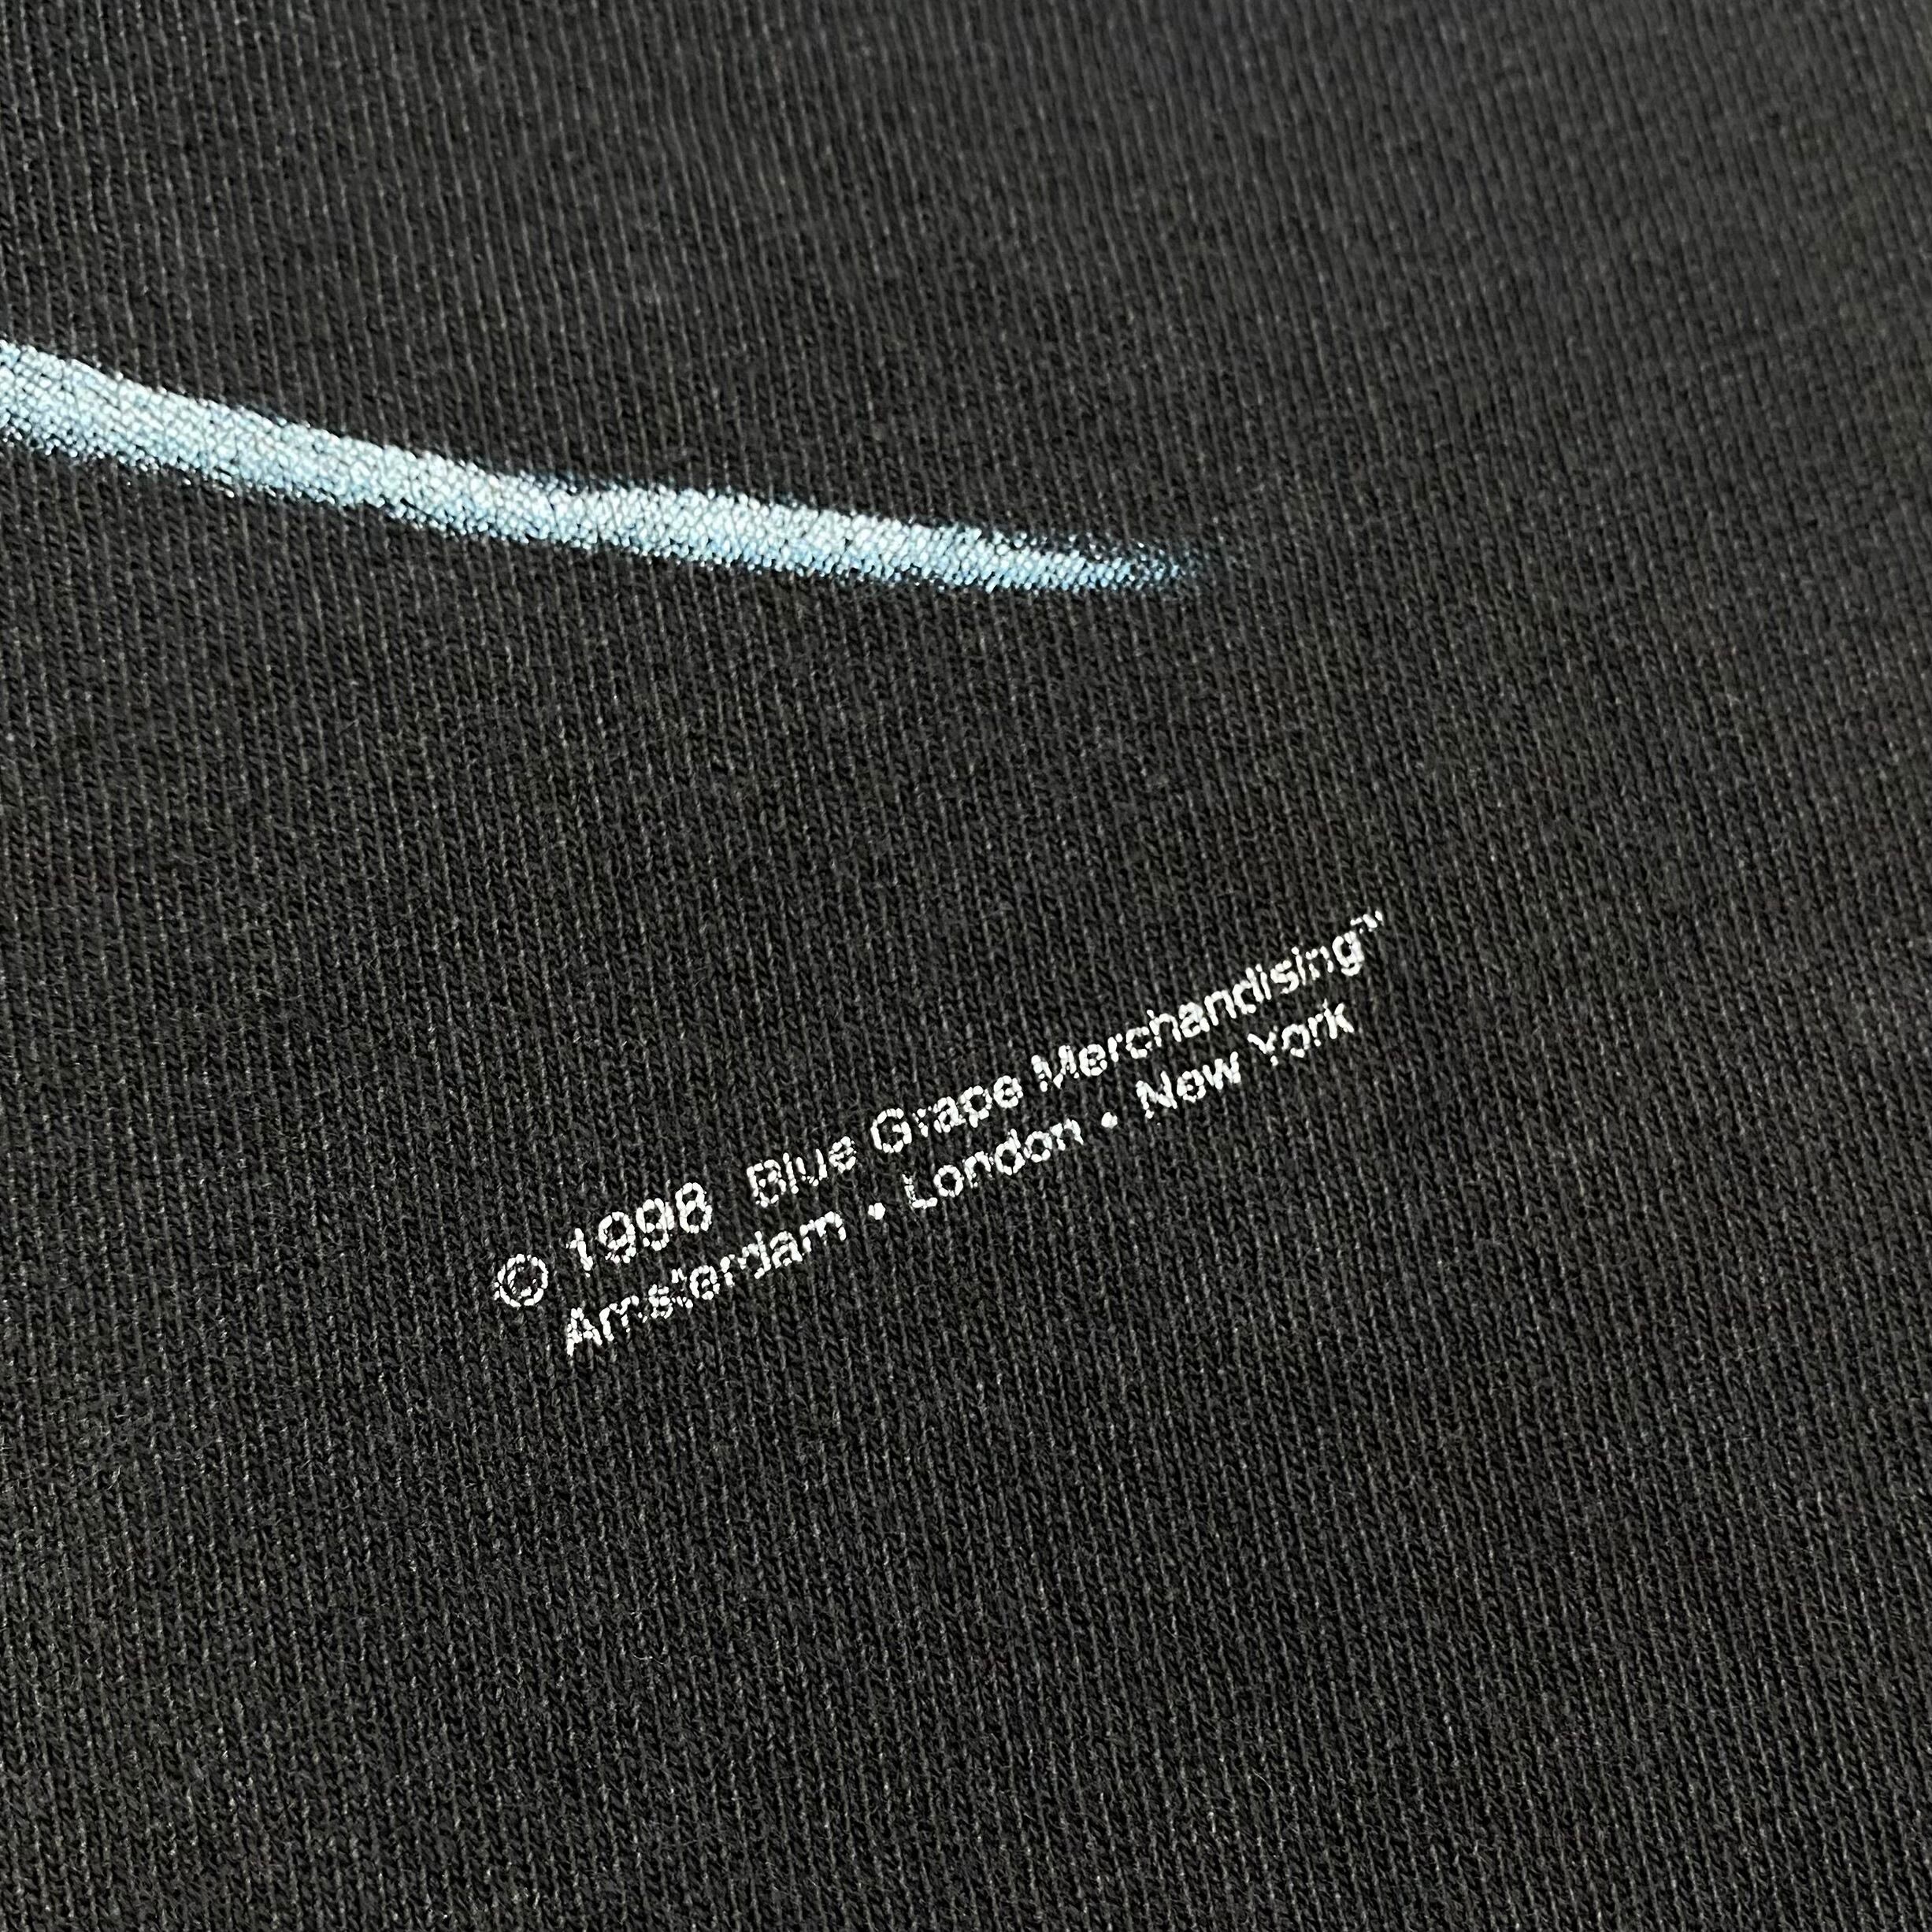 © 1998 Blue Grape Merchandising™
Amsterdam • London • New York